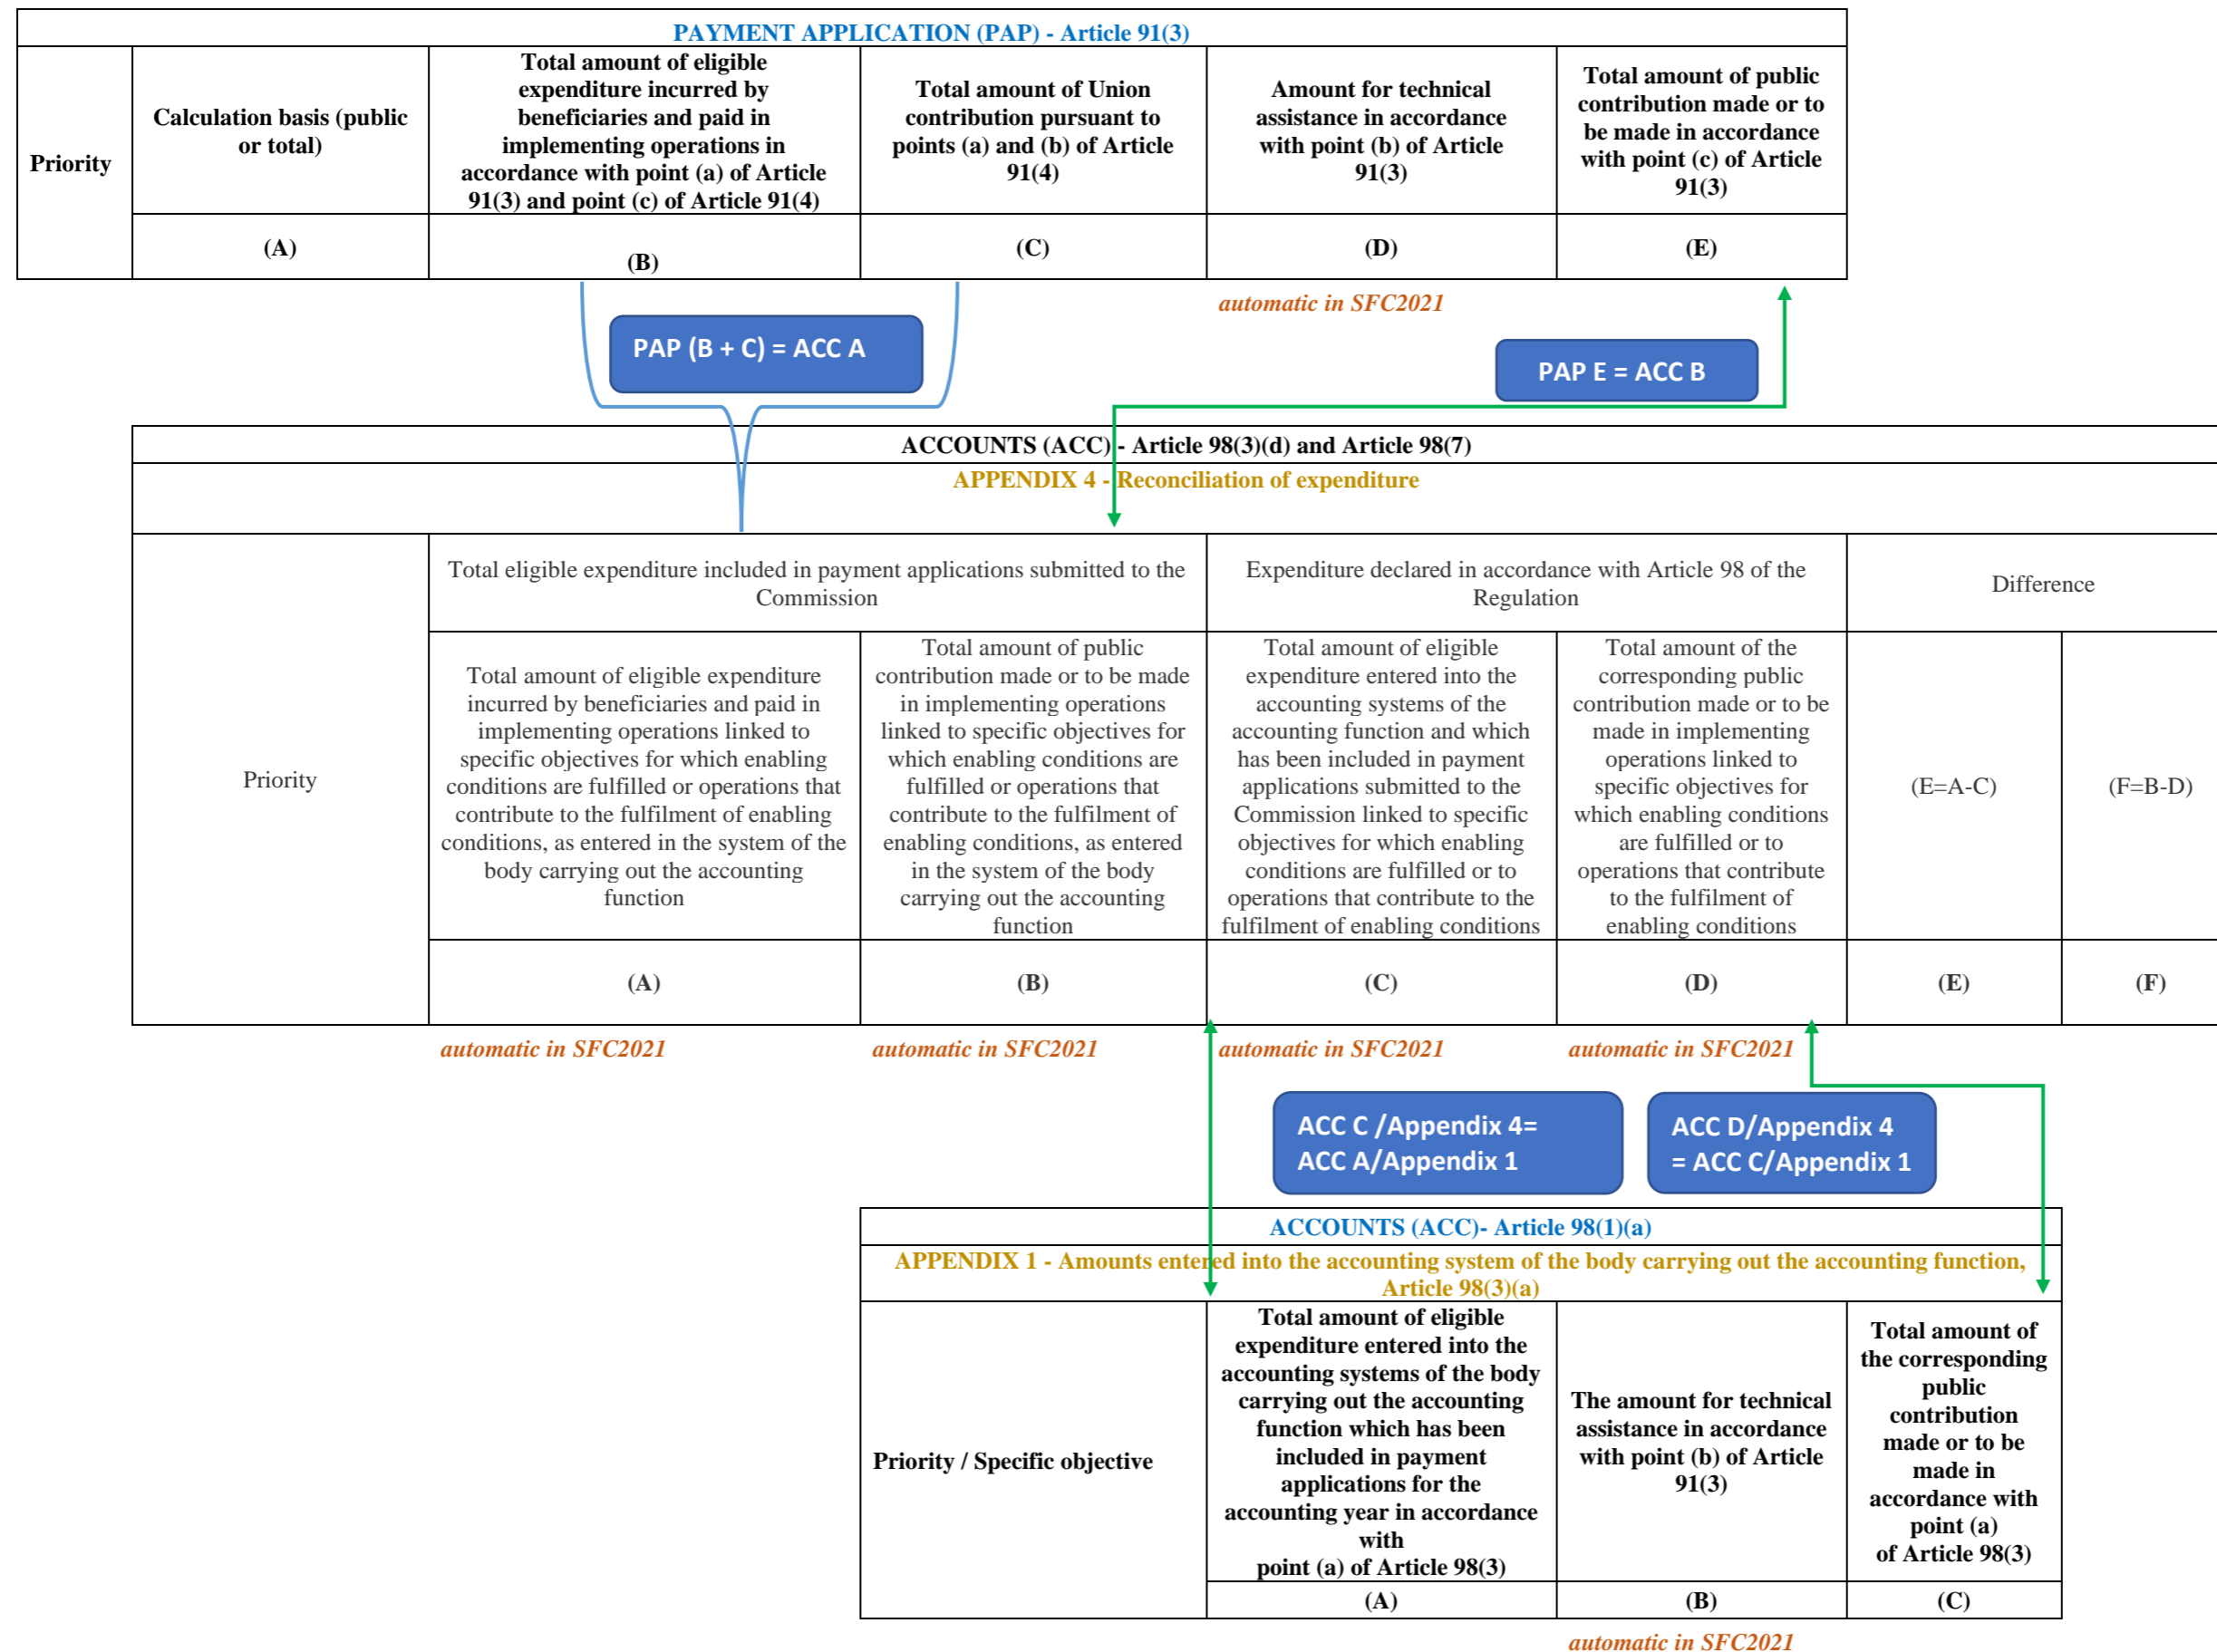 PAYMENT APPLICATION (PAP) - Article 91(3)
Priority
Calculation basis (public
or total)
Total amount of eligible
expenditure incurred by
beneficiaries and paid in
implementing operations in
accordance with point (a) of Article
91(3) and point (c) of Article 91(4)
Total amount of Union
contribution pursuant to
points (a) and (b) of Article
91(4)
Amount for technical
assistance in accordance
with point (b) of Article
91(3)
Total amount of public
contribution made or to
be made in accordance
with point (c) of Article
91(3)
(A)
(B)
(C)
(D)
(E)
automatic in SFC2021
PAP (B + C) = ACC A
PAP E = ACC B
ACCOUNTS (ACC) - Article 98(3)(d) and Article 98(7)
APPENDIX 4 - Reconciliation of expenditure
Priority
Total eligible expenditure included in payment applications submitted to the
Commission
Expenditure declared in accordance with Article 98 of the
Regulation
Difference
Total amount of eligible expenditure
incurred by beneficiaries and paid in
implementing operations linked to
specific objectives for which enabling
conditions are fulfilled or operations that
contribute to the fulfilment of enabling
conditions, as entered in the system of the
body carrying out the accounting
function
Total amount of public
contribution made or to be made
in implementing operations
linked to specific objectives for
which enabling conditions are
fulfilled or operations that
contribute to the fulfilment of
enabling conditions, as entered
in the system of the body
carrying out the accounting
function
Total amount of eligible
expenditure entered into the
accounting systems of the
accounting function and which
has been included in payment
applications submitted to the
Commission linked to specific
objectives for which enabling
conditions are fulfilled or to
operations that contribute to the
fulfilment of enabling conditions
Total amount of the
corresponding public
contribution made or to be
made in implementing
operations linked to
specific objectives for
which enabling conditions
are fulfilled or to
operations that contribute
to the fulfilment of
enabling conditions
(E=A-C)
(F=B-D)
(A)
(B)
(C)
(D)
(E)
(F)
automatic in SFC2021
automatic in SFC2021
automatic in SFC2021
automatic in SFC2021
ACC C /Appendix 4=
ACC A/Appendix 1
ACC D/Appendix 4
= ACC C/Appendix 1
ACCOUNTS (ACC)- Article 98(1)(a)
APPENDIX 1 - Amounts entered into the accounting system of the body carrying out the accounting function,
Article 98(3)(a)
Priority / Specific objective
Total amount of eligible
expenditure entered into the
accounting systems of the body
carrying out the accounting
function which has been
included in payment
applications for the
accounting year in accordance
with
point (a) of Article 98(3)
The amount for technical
assistance in accordance
with point (b) of Article
91(3)
Total amount of
the corresponding
public
contribution
made or to be
made in
accordance with
point (a)
of Article 98(3)
(A)
(B)
(C)
automatic in SFC2021